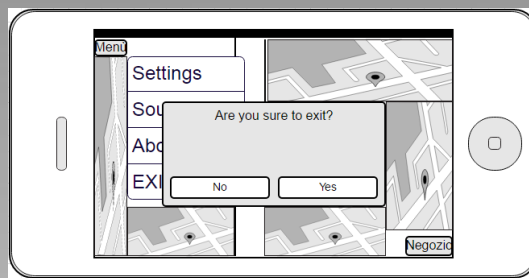 Menù
Settings
Sou
Abo
EXI
Are you sure to exit?
No
Yes
Negozio